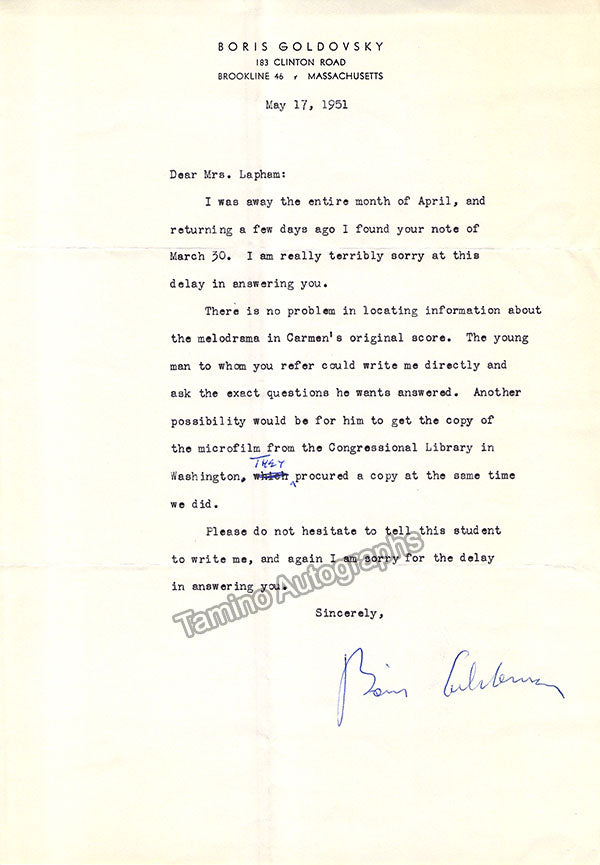 BORIS GOLDOVSKY
183 CLINTON ROAD
BROOKLINE 46 , MASSACHUSETTS
May 17, 1951
Dear Mrs. Lapham:
I was away the entire month of April, and
returning a few days ago I found your note of
March 30. I am really terribly sorry at this
delay in answering you.
There is no problem in locating information about
the melodrama in Carmen's original score. The young
man to whom you refer could write me directly and
ask the exact questions he wants answered. Another
possibility would be for him to get the copy of
the microfilm from the Congressional Library in
THEY
Washington, which procured a copy at the same time
we did.
Please do not hesitate to tell this student
to write me, and again I am sorry for the delay
in answering you.
Tamino Autographs
Sincerely,
Boris Goldovsky